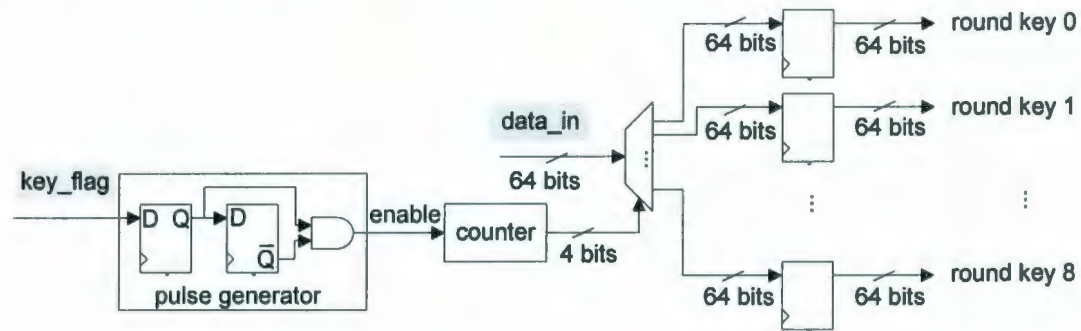 64 bits
64 bits
round key 0
data_in
64 bits
64 bits
round key 1
key_flag
64 bits
D Q
D
Q
enable
counter
4 bits
pulse generator
64 bits
64 bits
round key 8